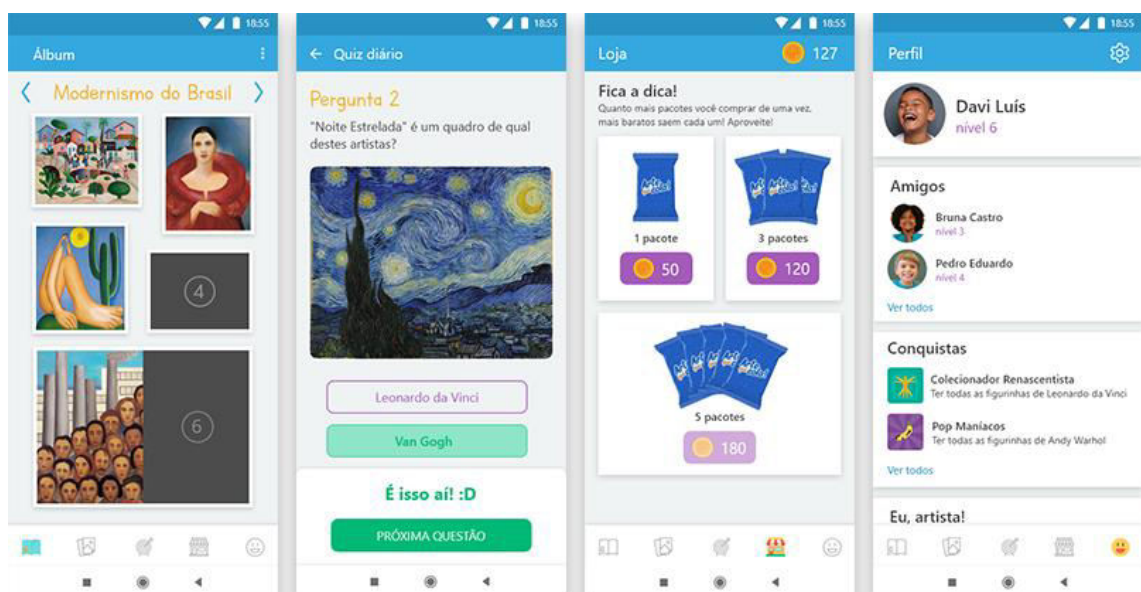 18:55
Álbum
Modernismo do Brasil
4
6
18:55
Quiz diário
Pergunta 2
"Noite Estrelada" é um quadro de qual
destes artistas?
Leonardo da Vinci
Van Gogh
É isso aí! :D
PRÓXIMA QUESTÃO
18:55
Loja
127
Fica a dica!
Quanto mais pacotes você comprar de uma vez,
mais baratos saem cada um! Aproveite!
1 pacote
50
3 pacotes
120
5 pacotes
180
18:55
Perfil
Davi Luís
nível 6
Amigos
Bruna Castro
nível 3
Pedro Eduardo
nível 4
Ver todos
Conquistas
Colecionador Renascentista
Ter todas as figurinhas de Leonardo da Vinci
Pop Maníacos
Ter todas as figurinhas de Andy Warhol
Ver todos
Eu, artista!